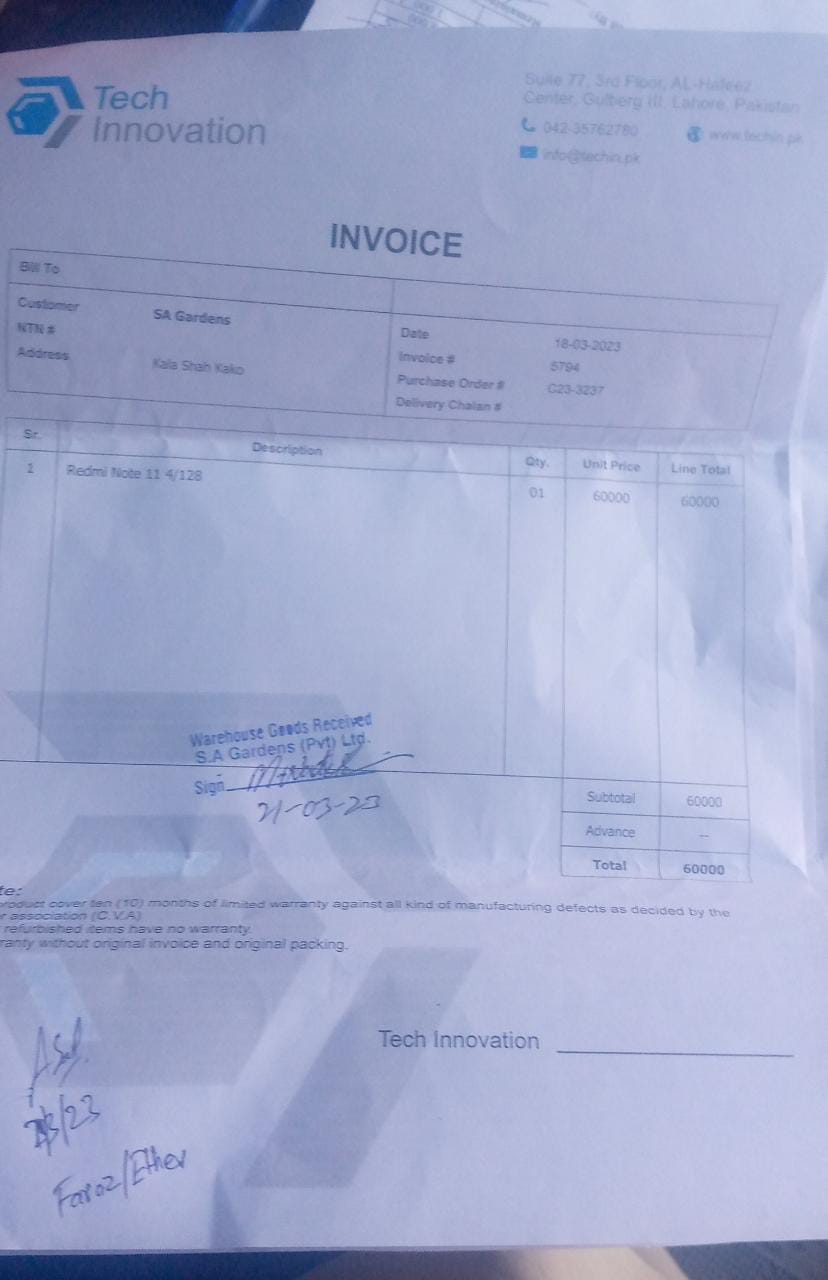 Tech
Innovation
Suite 77, 3rd Floor, AL-Hafeez
Center, Gulberg III, Lahore, Pakistan
042-35762780 www.techin.pk
info@techin.pk
INVOICE
Bill To
Customer SA Gardens
NTN #
Address Kala Shah Kako
Date 18-03-2023
Invoice # 5794
Purchase Order # C23-3237
Delivery Chalan #
Sr. Description Qty. Unit Price Line Total
1 Redmi Note 11 4/128 01 60000 60000
Warehouse Goods Received
S.A Gardens (Pvt) Ltd.
Sign
21-03-23
Subtotal 60000
Advance --
Total 60000
te:
roduct cover ten (10) months of limited warranty against all kind of manufacturing defects as decided by the
r association (C.V.A)
refurbished items have no warranty.
ranty without original invoice and original packing.
Tech Innovation
Faroz/Ether